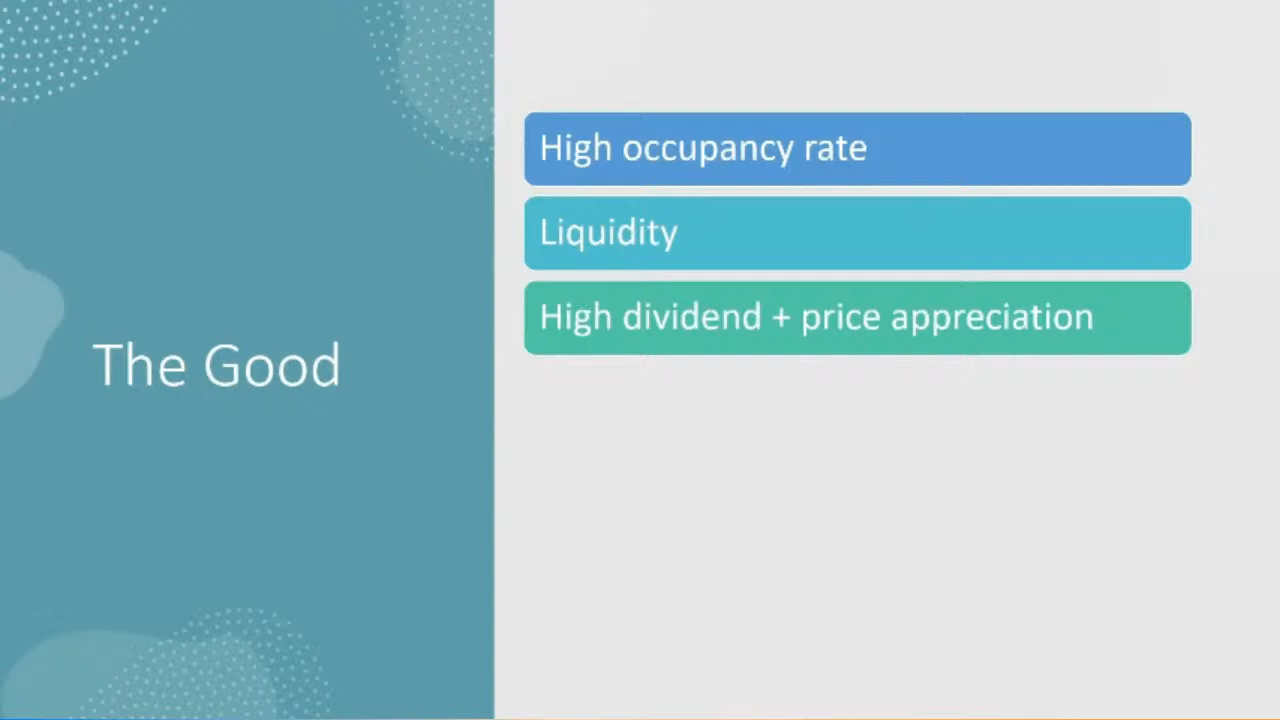 The Good
High occupancy rate
Liquidity
High dividend + price appreciation